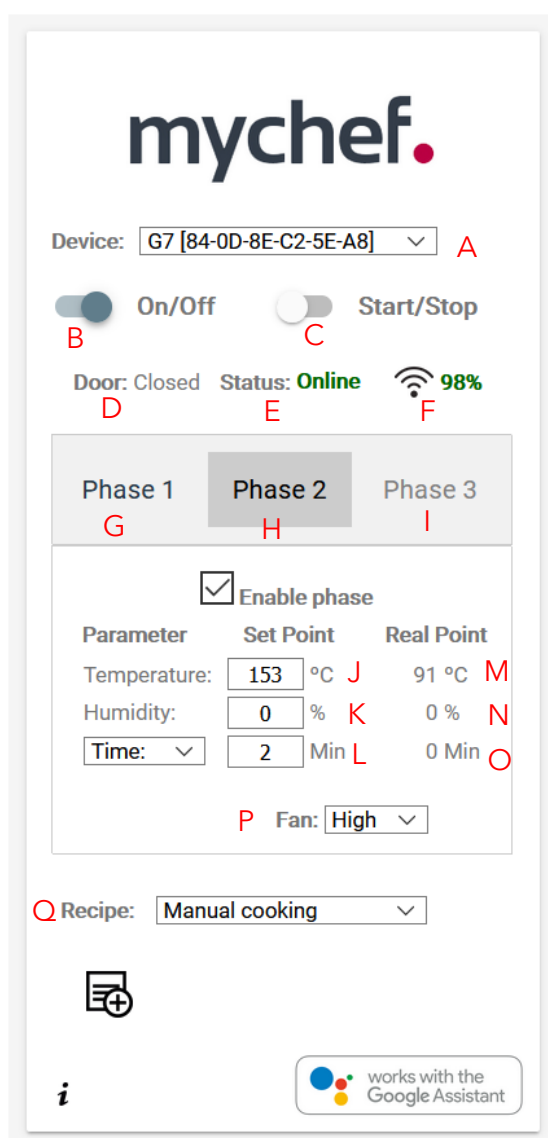 mychef.
Device: G7 [84-0D-8E-C2-5E-A8] A
On/Off Start/Stop
B C
Door: Closed Status: Online 98%
D E F
Phase 1 Phase 2 Phase 3
G H I
Enable phase
Parameter Set Point Real Point
Temperature: 153 ºC J 91 ºC M
Humidity: 0 % K 0 % N
Time: 2 Min L 0 Min O
P Fan: High
Q Recipe: Manual cooking
i works with the
Google Assistant